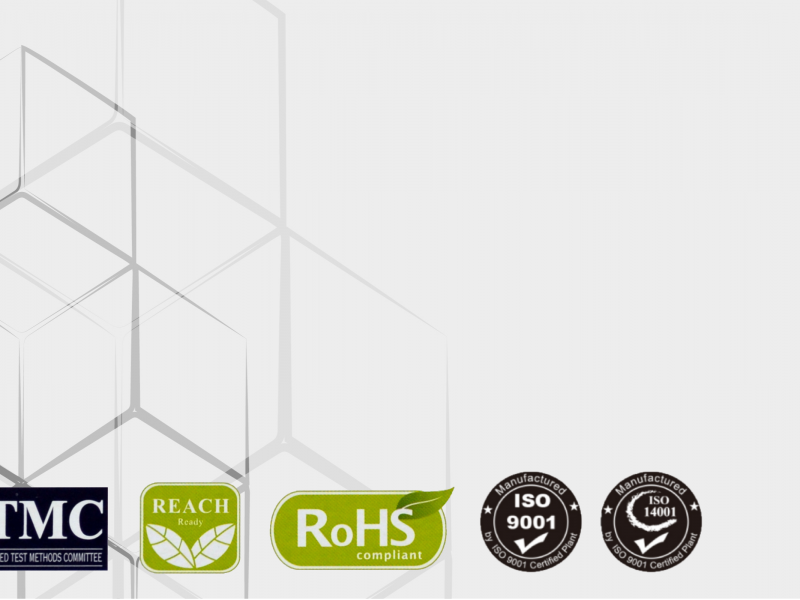 TMC
ED TEST METHODS COMMITTEE
REACH
Ready
RoHS
compliant
Manufactured
ISO
9001
by ISO 9001 Certified Plant
Manufactured
ISO
14001
by ISO 9001 Certified Plant